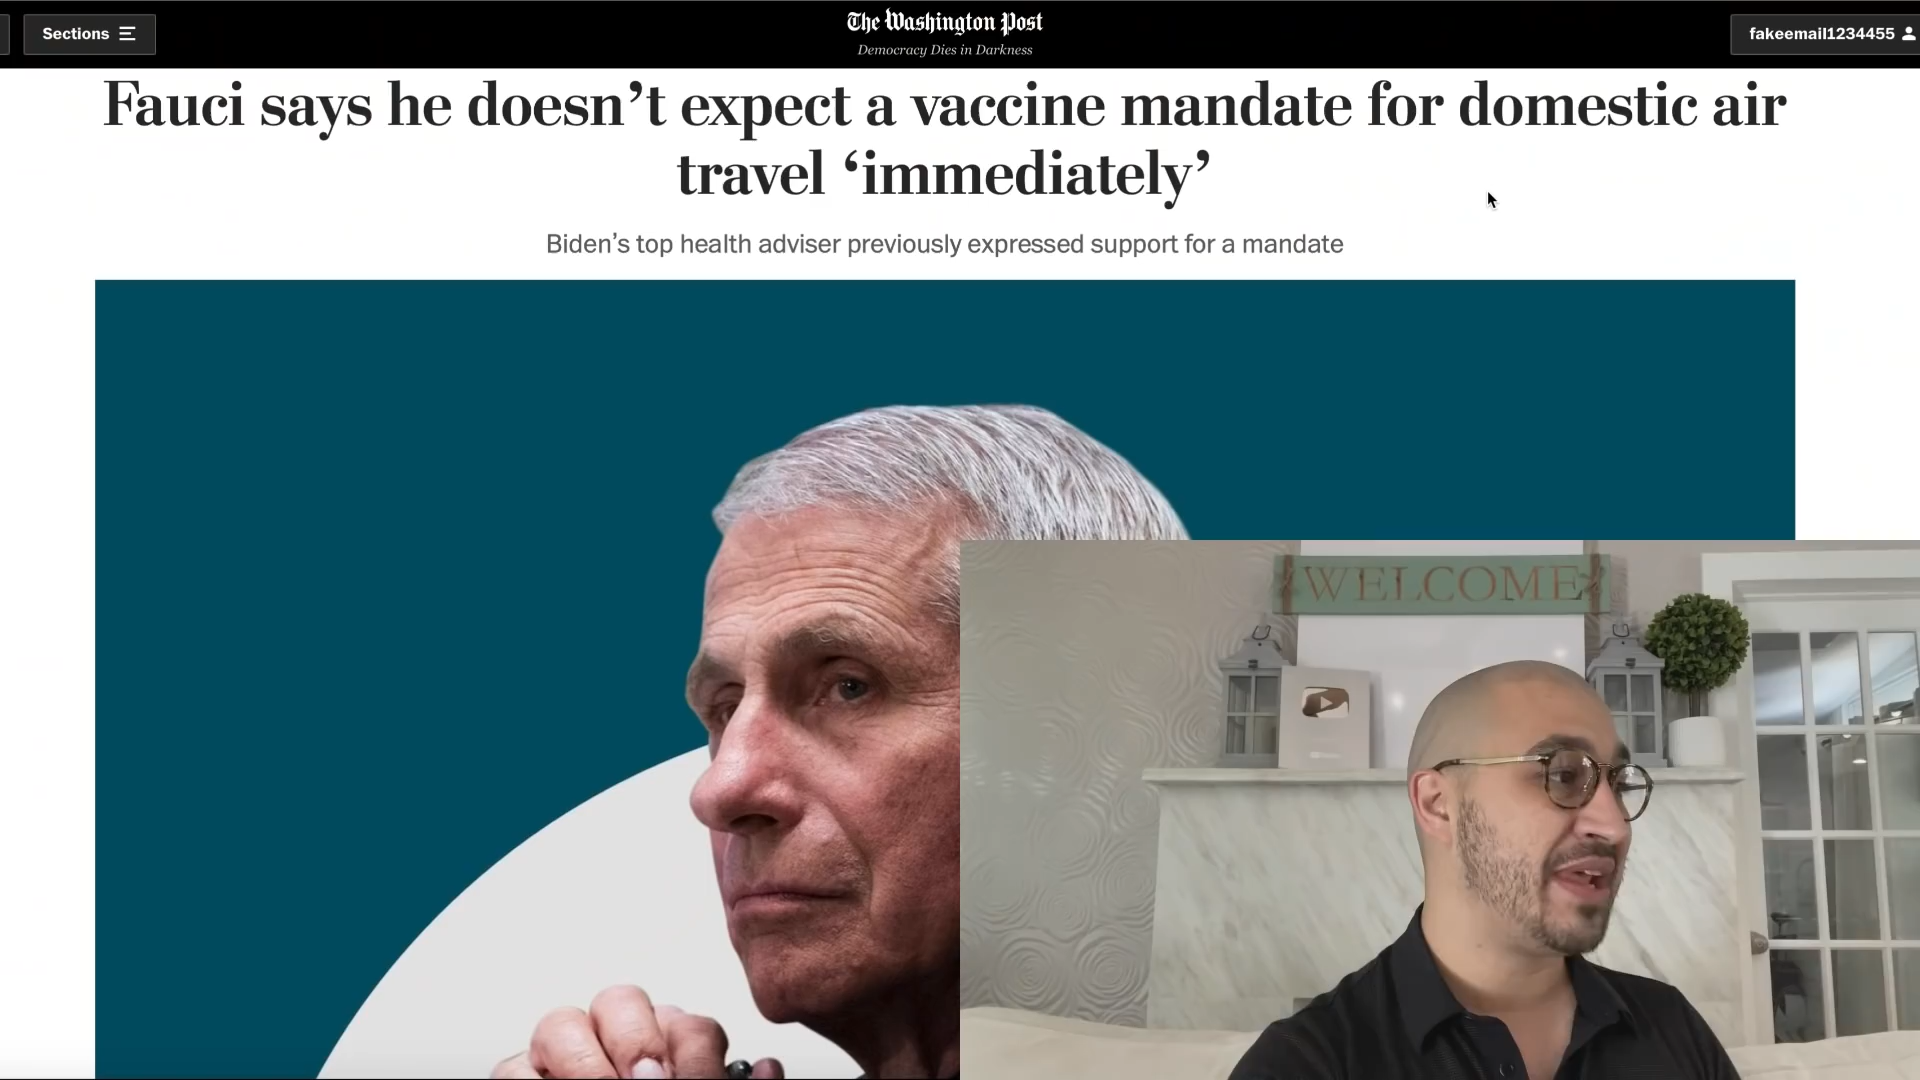 Sections
The Washington Post
Democracy Dies in Darkness
fakeemail1234455
Fauci says he doesn’t expect a vaccine mandate for domestic air
travel ‘immediately’
Biden’s top health adviser previously expressed support for a mandate
WELCOME